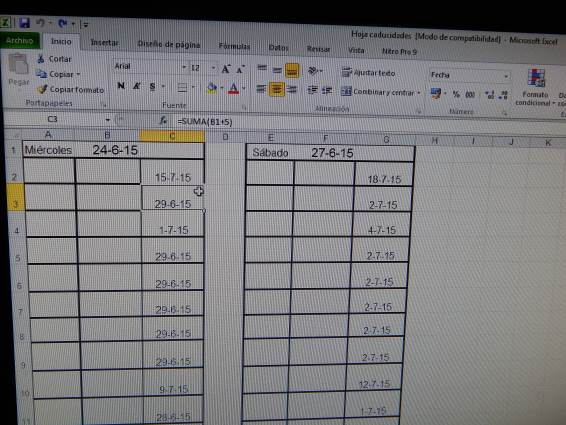 Hoja caducidades [Modo de compatibilidad] - Microsoft Excel
Archivo Inicio Insertar Diseño de página Fórmulas Datos Revisar Vista Nitro Pro 9
Pegar Cortar Copiar Copiar formato
Arial 12 A A
N K S A
Ajustar texto
Combinar y centrar
Fecha
% 000
Formato
condicional
Portapapeles Fuente Alineación Número
C3 fx =SUMA(B1+5)
A B C D E F G H I J K
1 Miércoles 24-6-15 Sábado 27-6-15
2 15-7-15 18-7-15
3 29-6-15 2-7-15
4 1-7-15 4-7-15
5 29-6-15 2-7-15
6 29-6-15 2-7-15
7 29-6-15 2-7-15
8 29-6-15 2-7-15
9 29-6-15 2-7-15
10 9-7-15 12-7-15
11 28-6-15 1-7-15